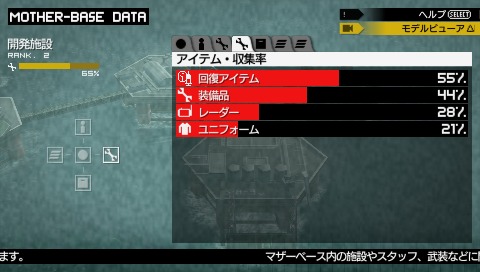 MOTHER-BASE DATA
ヘルプ SELECT
モデルビューア
開発施設
RANK. 2
65%
アイテム・収集率
回復アイテム 55%
装備品 44%
レーダー 28%
ユニフォーム 21%
ます。 マザーベース内の施設やスタッフ、武装などに